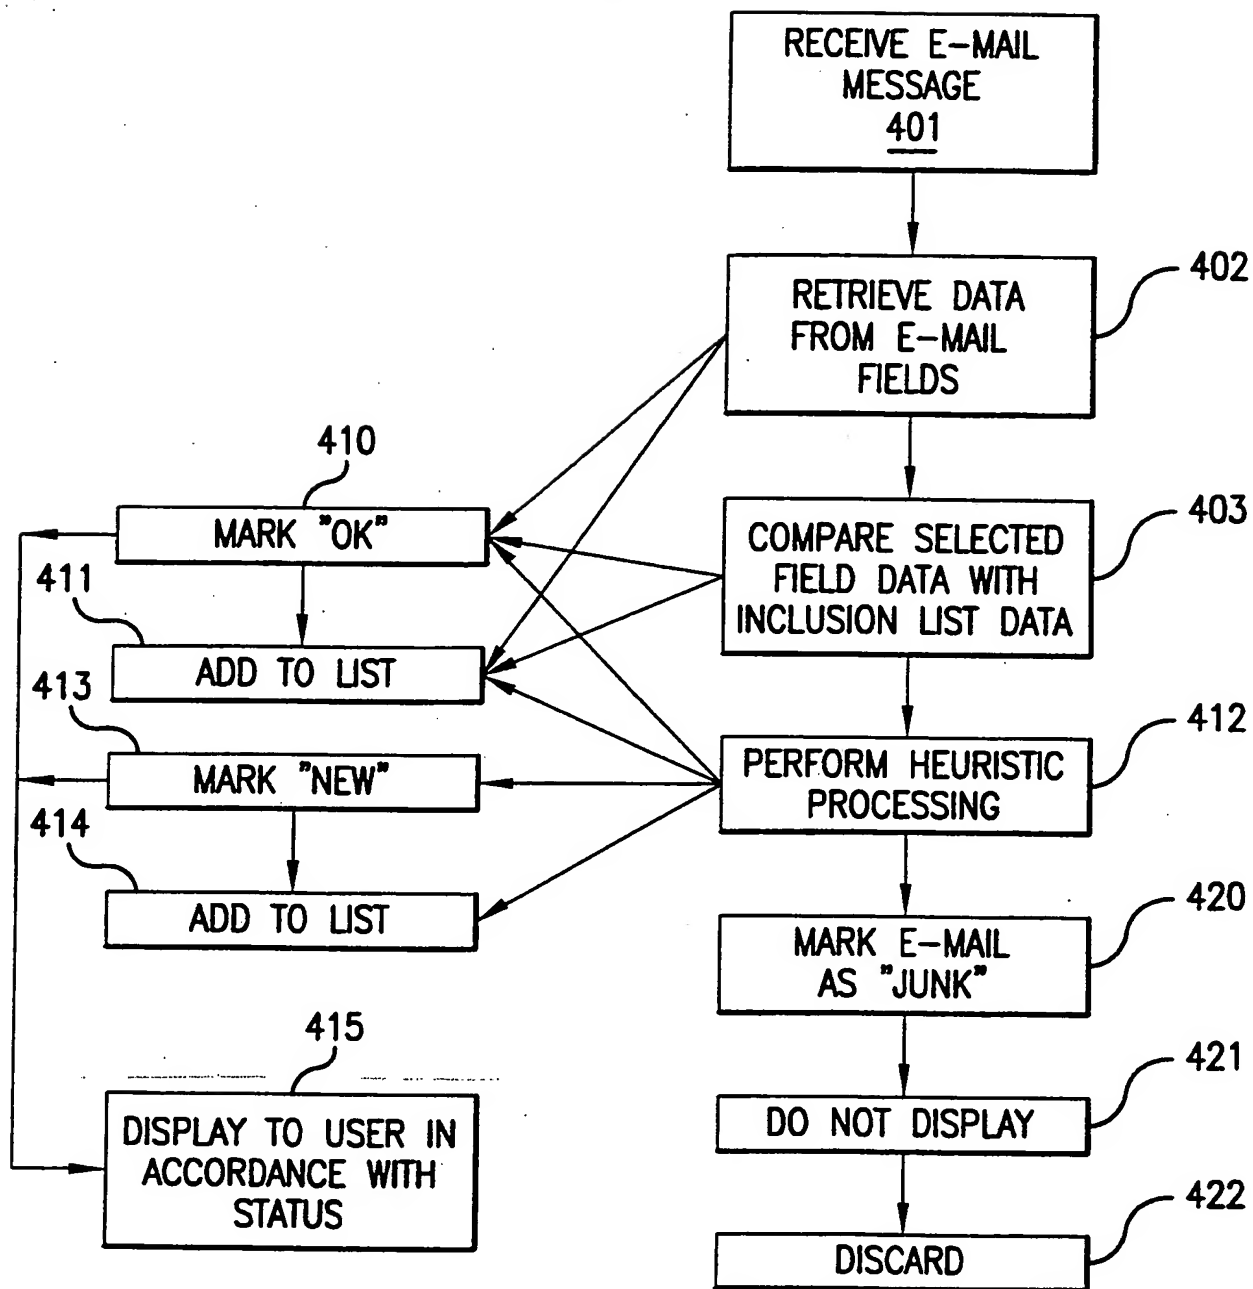 RECEIVE E-MAIL
MESSAGE
401
RETRIEVE DATA
FROM E-MAIL
FIELDS
402
410
MARK "OK"
COMPARE SELECTED
FIELD DATA WITH
INCLUSION LIST DATA
403
411
ADD TO LIST
413
MARK "NEW"
PERFORM HEURISTIC
PROCESSING
412
414
ADD TO LIST
MARK E-MAIL
AS "JUNK"
420
415
DISPLAY TO USER IN
ACCORDANCE WITH
STATUS
DO NOT DISPLAY
421
DISCARD
422